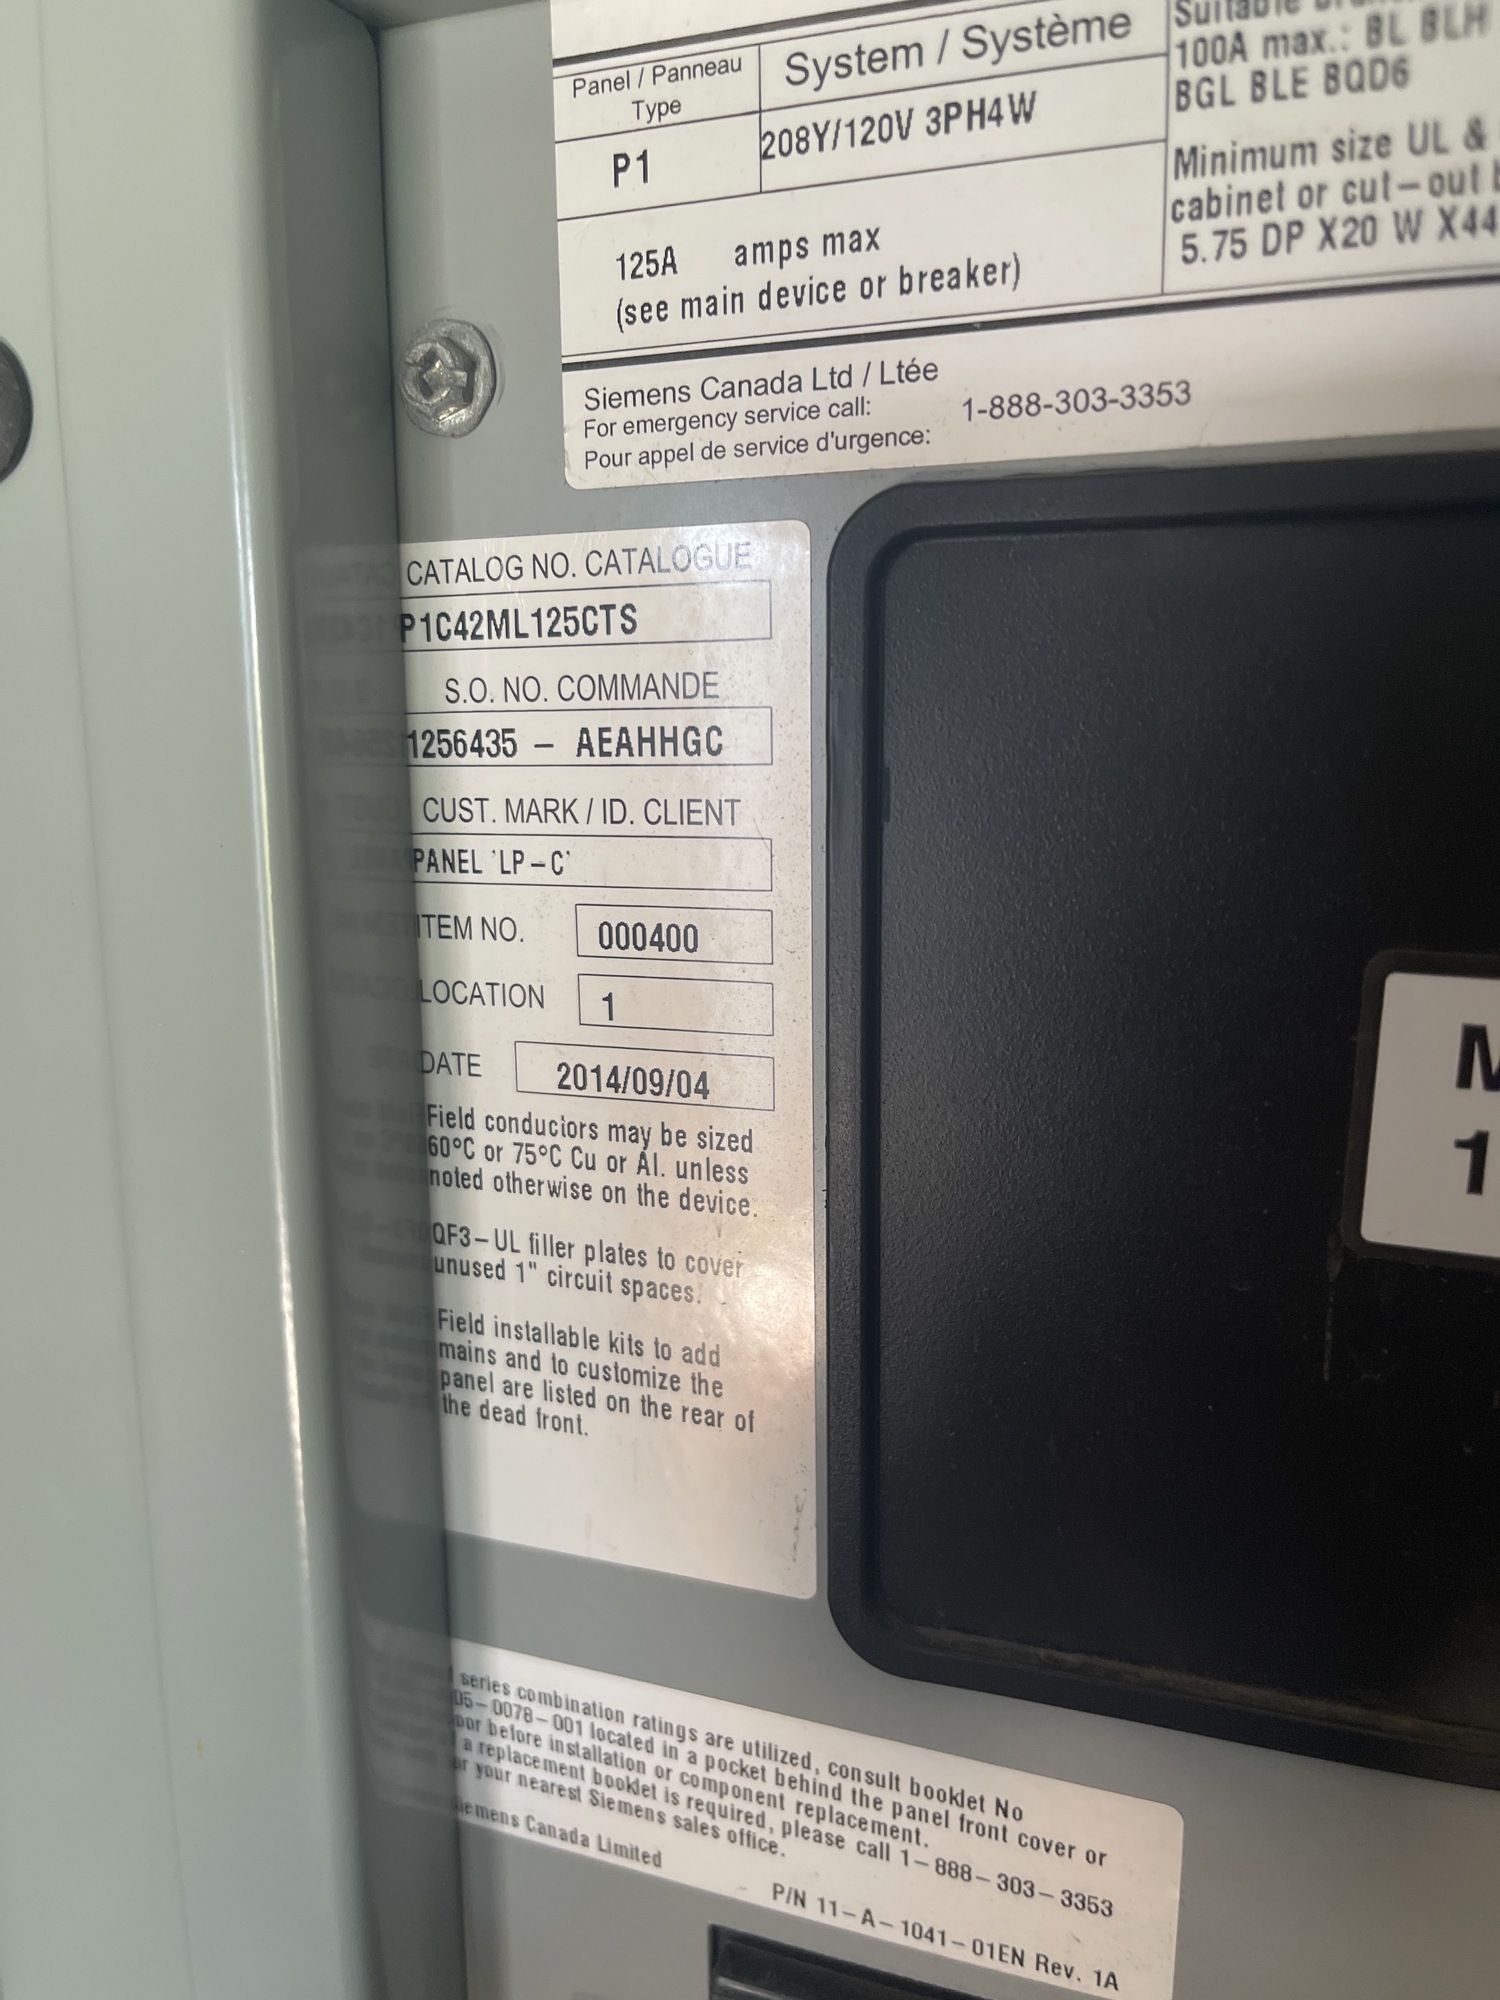 Panel / Panneau
Type
System / Système
P1
208Y/120V 3PH4W
125A amps max
(see main device or breaker)
Suitable
100A max.: BL BLH
BGL BLE BQD6
Minimum size UL &
cabinet or cut-out
5.75 DP X20 W X44
Siemens Canada Ltd / Ltée
For emergency service call:
Pour appel de service d'urgence:
1-888-303-3353
CATALOG NO. CATALOGUE
P1C42ML125CTS
S.O. NO. COMMANDE
1256435 - AEAHHGC
CUST. MARK / ID. CLIENT
PANEL 'LP-C'
ITEM NO. 000400
LOCATION 1
DATE 2014/09/04
Field conductors may be sized
60°C or 75°C Cu or Al. unless
noted otherwise on the device.
QF3-UL filler plates to cover
unused 1" circuit spaces.
Field installable kits to add
mains and to customize the
panel are listed on the rear of
the dead front.
M
1
series combination ratings are utilized, consult booklet No
05-0078-001 located in a pocket behind the panel front cover or
before installation or component replacement.
a replacement booklet is required, please call 1-888-303-3353
or your nearest Siemens sales office.
Siemens Canada Limited
P/N 11-A-1041-01EN Rev. 1A